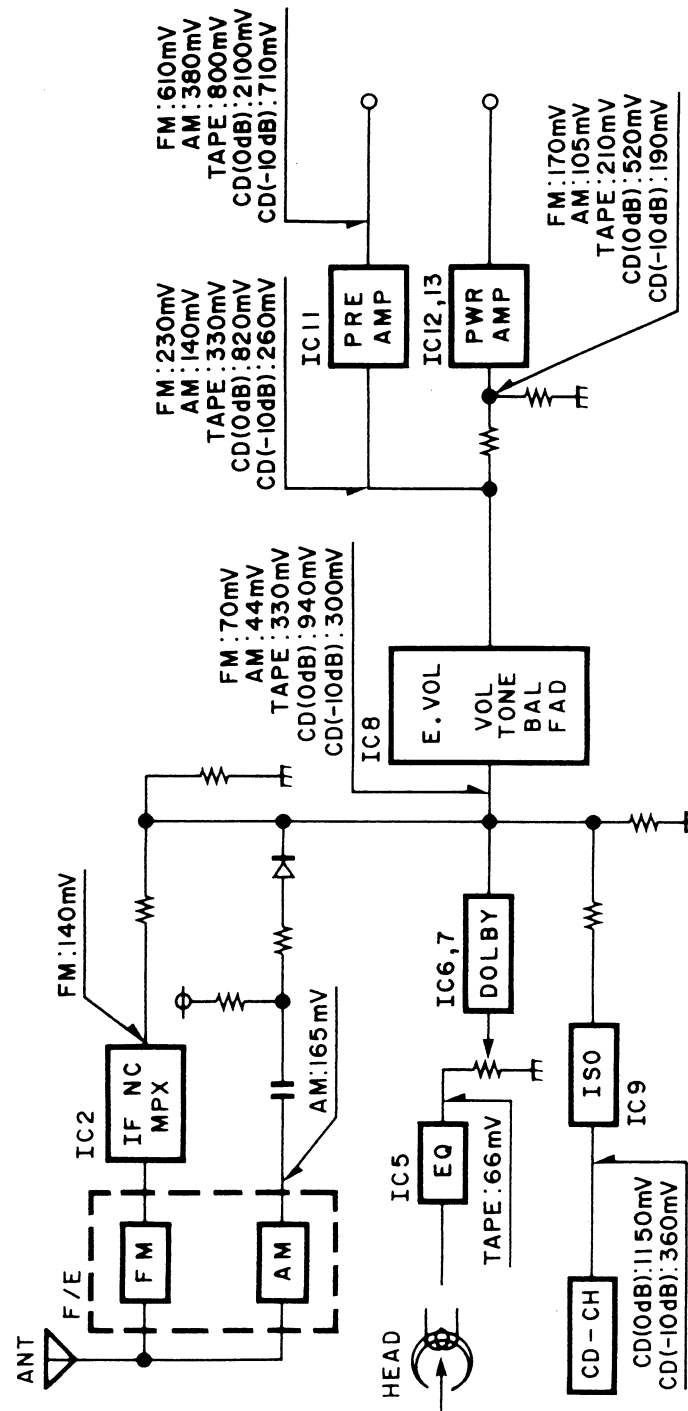 ANT
F/E
FM
AM
IC2
IF NC
MPX
FM:140mV
AM:165mV
HEAD
IC5
EQ
TAPE:66mV
IC6,7
DOLBY
CD-CH
CD(0dB):1150mV
CD(-10dB):360mV
ISO
IC9
FM:70mV
AM:44mV
TAPE:330mV
CD(0dB):940mV
CD(-10dB):300mV
IC8
E.VOL
VOL
TONE
BAL
FAD
FM:230mV
AM:140mV
TAPE:330mV
CD(0dB):820mV
CD(-10dB):260mV
IC11
PRE
AMP
FM:610mV
AM:380mV
TAPE:800mV
CD(0dB):2100mV
CD(-10dB):710mV
IC12,13
PWR
AMP
FM:170mV
AM:105mV
TAPE:210mV
CD(0dB):520mV
CD(-10dB):190mV